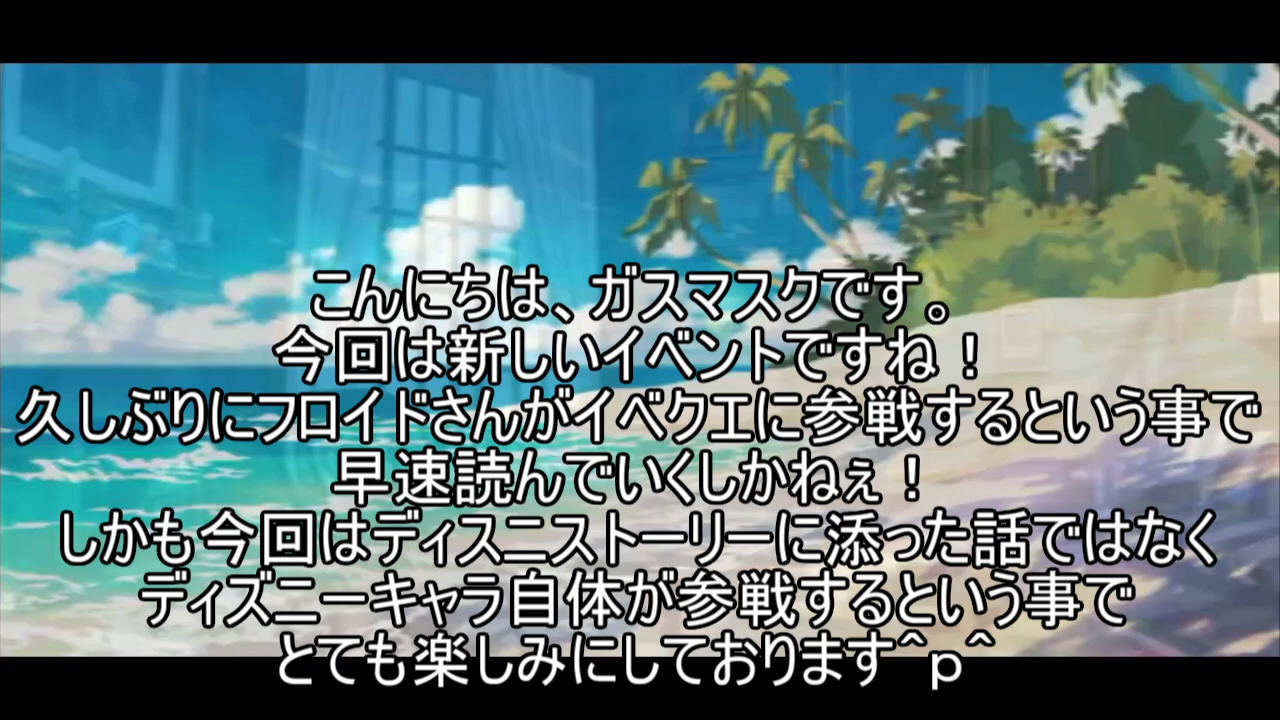 こんにちは、ガスマスクです。
今回は新しいイベントですね！
久しぶりにフロイドさんがイベクエに参戦するという事で
早速読んでいくしかねぇ！
しかも今回はディスニストーリーに添った話ではなく
ディズニーキャラ自体が参戦するという事で
とても楽しみにしております^p^